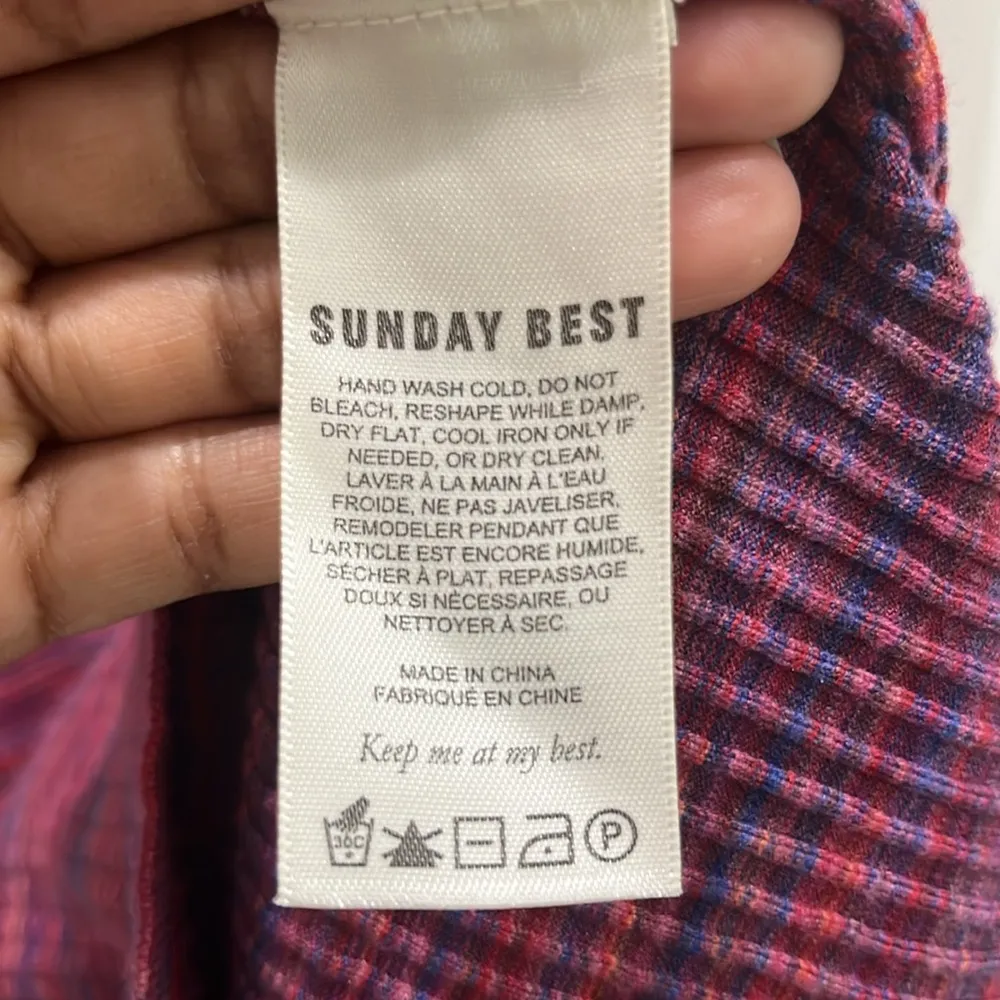 SUNDAY BEST
HAND WASH COLD, DO NOT
BLEACH, RESHAPE WHILE DAMP,
DRY FLAT, COOL IRON ONLY IF
NEEDED, OR DRY CLEAN.
LAVER À LA MAIN À L'EAU
FROIDE, NE PAS JAVELISER,
REMODELER PENDANT QUE
L'ARTICLE EST ENCORE HUMIDE,
SÉCHER À PLAT, REPASSAGE
DOUX SI NÉCESSAIRE, OU
NETTOYER À SEC.
MADE IN CHINA
FABRIQUÉ EN CHINE
Keep me at my best.
30C P